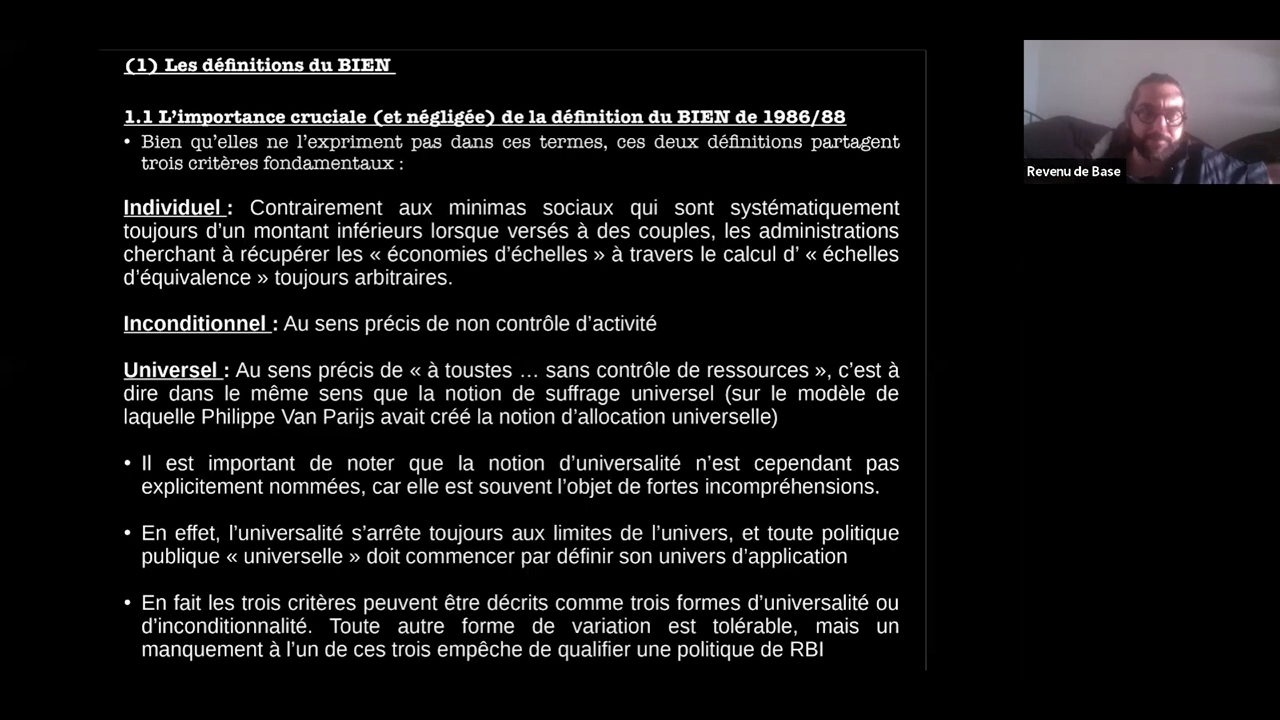 (1) Les définitions du BIEN
1.1 L’importance cruciale (et négligée) de la définition du BIEN de 1986/88
• Bien qu’elles ne l’expriment pas dans ces termes, ces deux définitions partagent
trois critères fondamentaux :
Individuel : Contrairement aux minimas sociaux qui sont systématiquement
toujours d’un montant inférieurs lorsque versés à des couples, les administrations
cherchant à récupérer les « économies d’échelles » à travers le calcul d’ « échelles
d’équivalence » toujours arbitraires.
Inconditionnel : Au sens précis de non contrôle d’activité
Universel : Au sens précis de « à toustes … sans contrôle de ressources », c’est à
dire dans le même sens que la notion de suffrage universel (sur le modèle de
laquelle Philippe Van Parijs avait créé la notion d’allocation universelle)
• Il est important de noter que la notion d’universalité n’est cependant pas
explicitement nommées, car elle est souvent l’objet de fortes incompréhensions.
• En effet, l’universalité s’arrête toujours aux limites de l’univers, et toute politique
publique « universelle » doit commencer par définir son univers d’application
• En fait les trois critères peuvent être décrits comme trois formes d’universalité ou
d’inconditionnalité. Toute autre forme de variation est tolérable, mais un
manquement à l’un de ces trois empêche de qualifier une politique de RBI
Revenu de Base